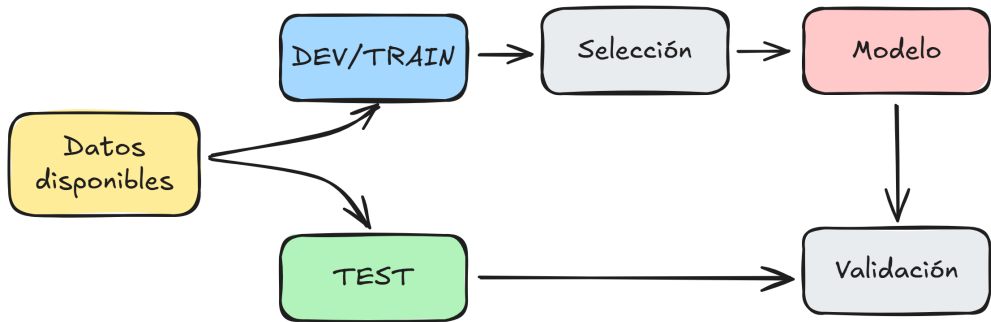 DEV/TRAIN
Selección
Modelo
Datos
disponibles
TEST
Validación